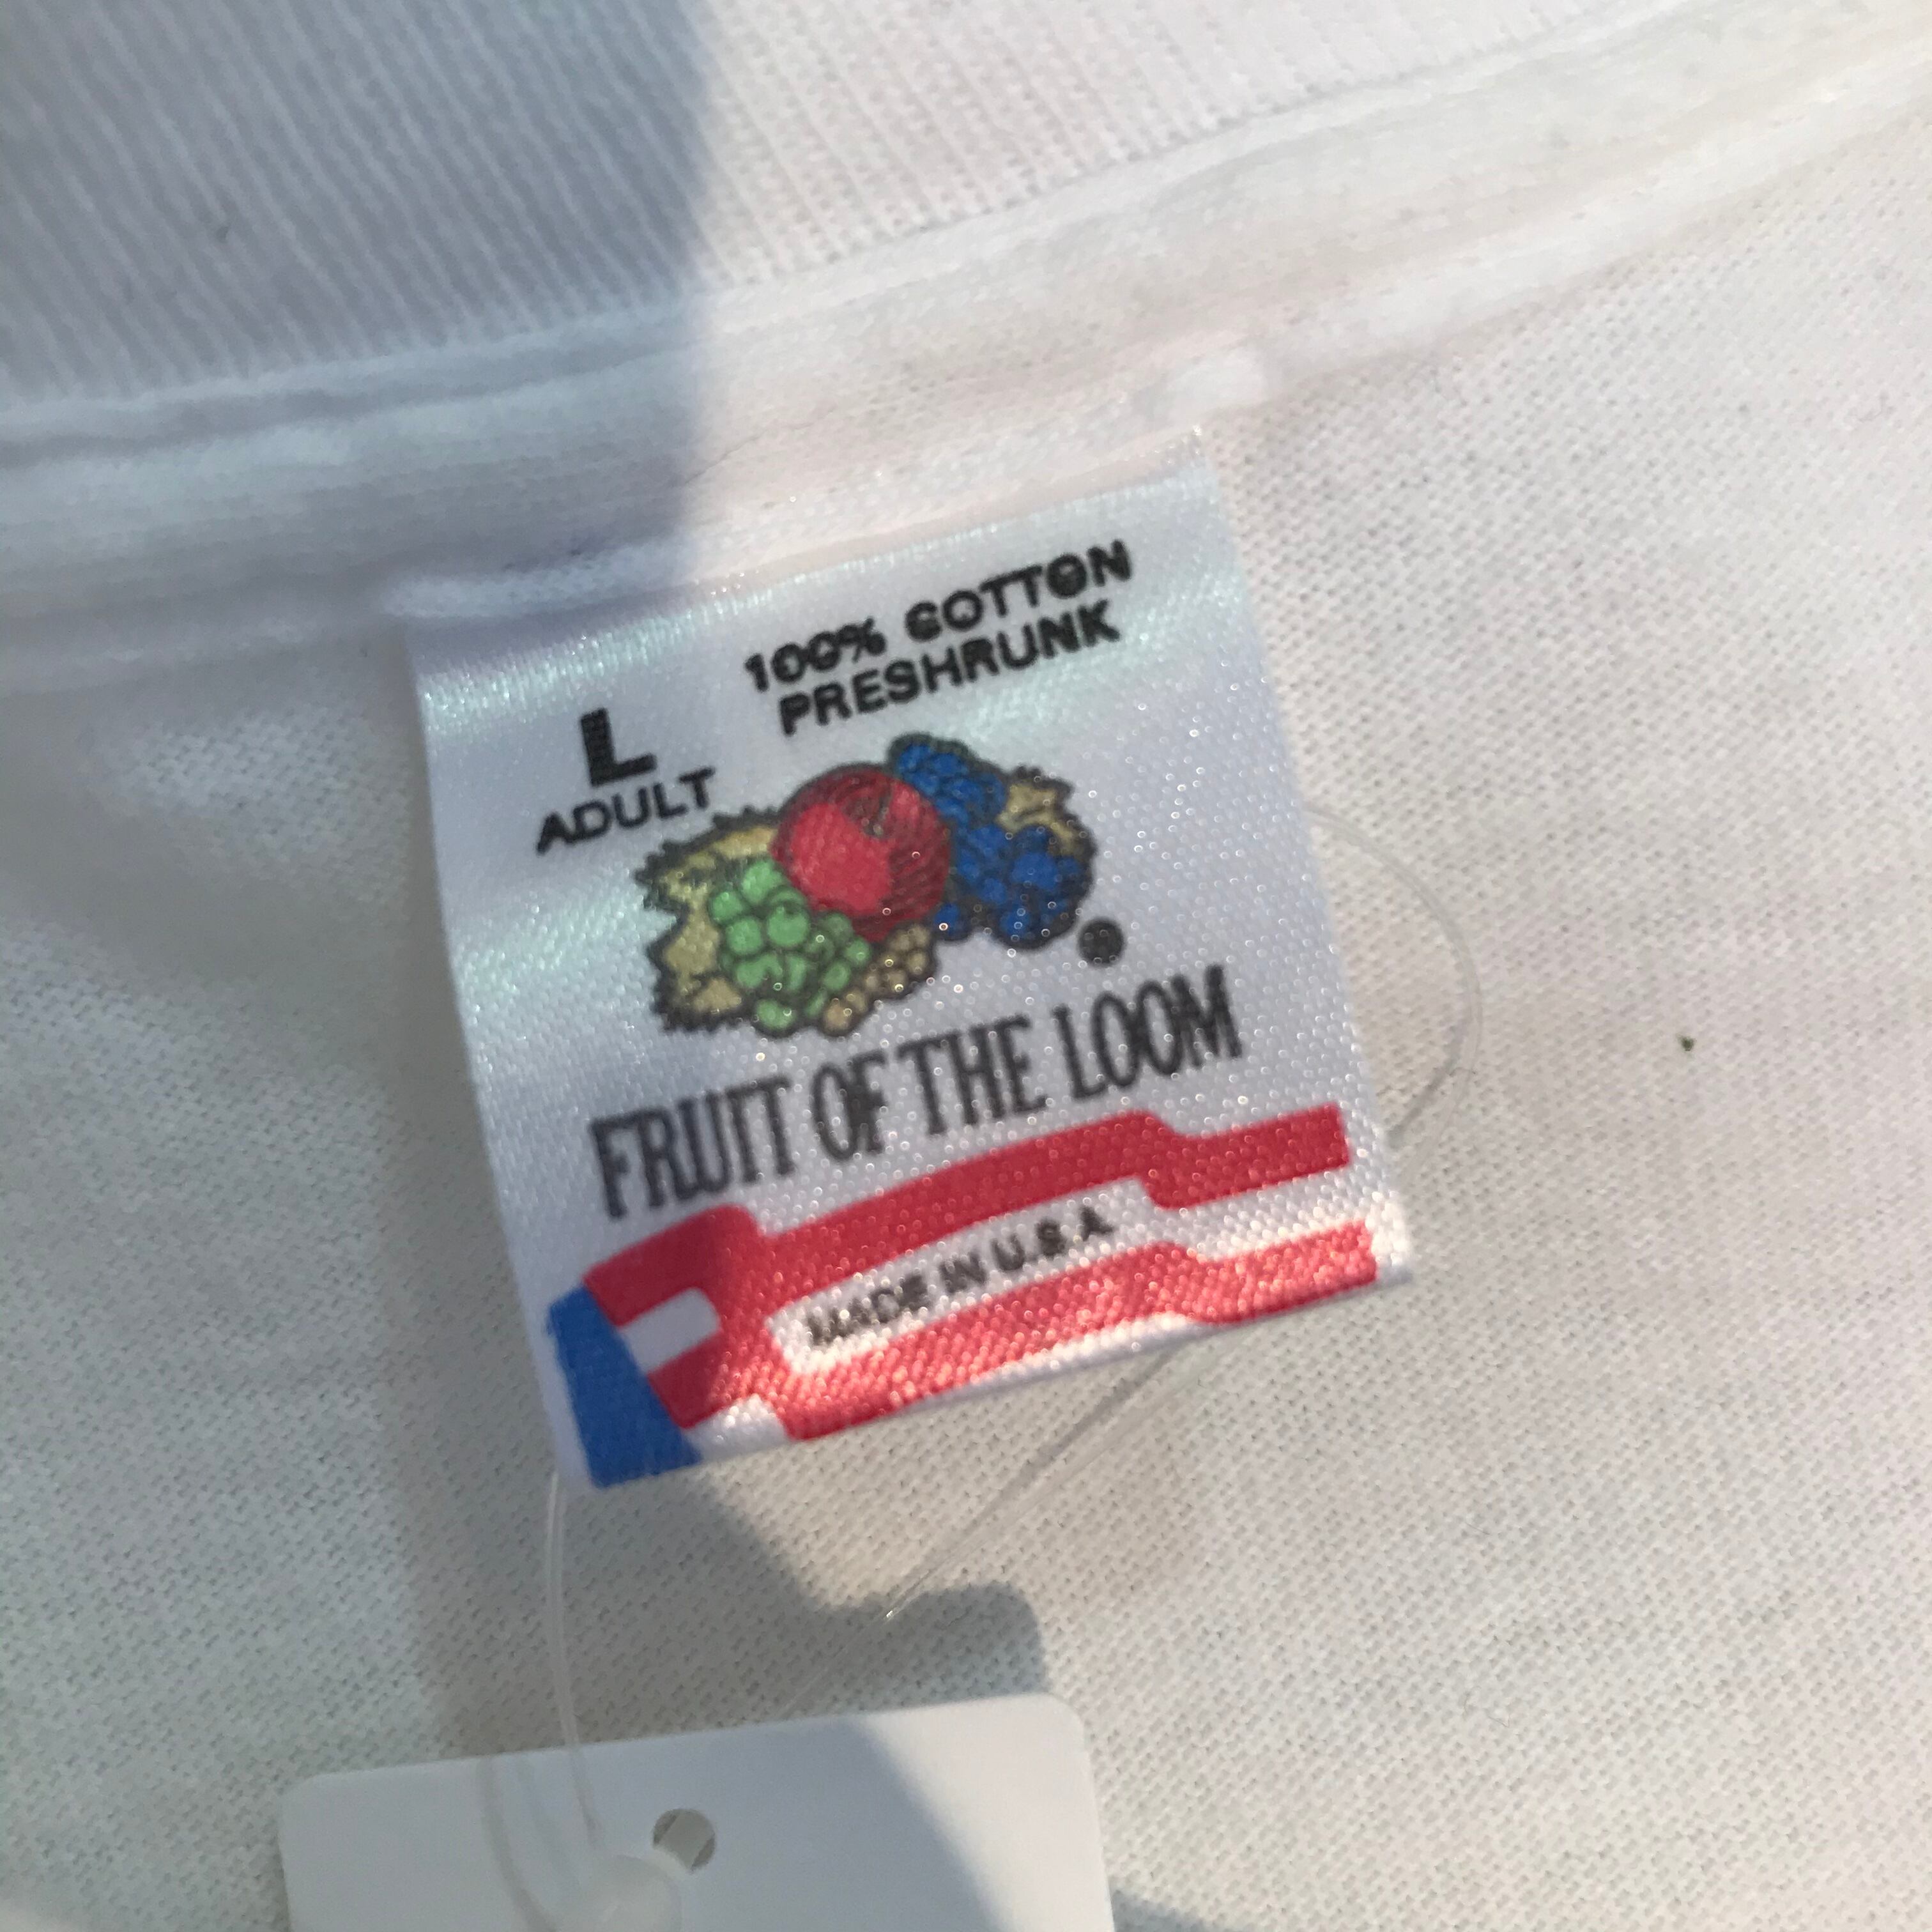 100% COTTON
PRESHRUNK
L
ADULT
FRUIT OF THE LOOM
MADE IN U.S.A.